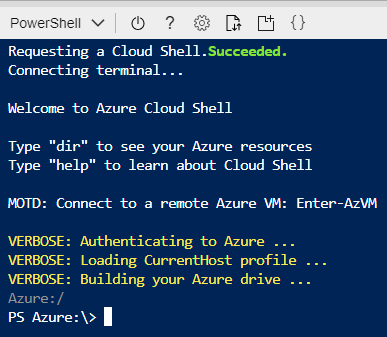 PowerShell
Requesting a Cloud Shell.Succeeded.
Connecting terminal...
Welcome to Azure Cloud Shell
Type "dir" to see your Azure resources
Type "help" to learn about Cloud Shell
MOTD: Connect to a remote Azure VM: Enter-AzVM
VERBOSE: Authenticating to Azure ...
VERBOSE: Loading CurrentHost profile ...
VERBOSE: Building your Azure drive ...
Azure:/
PS Azure:\>